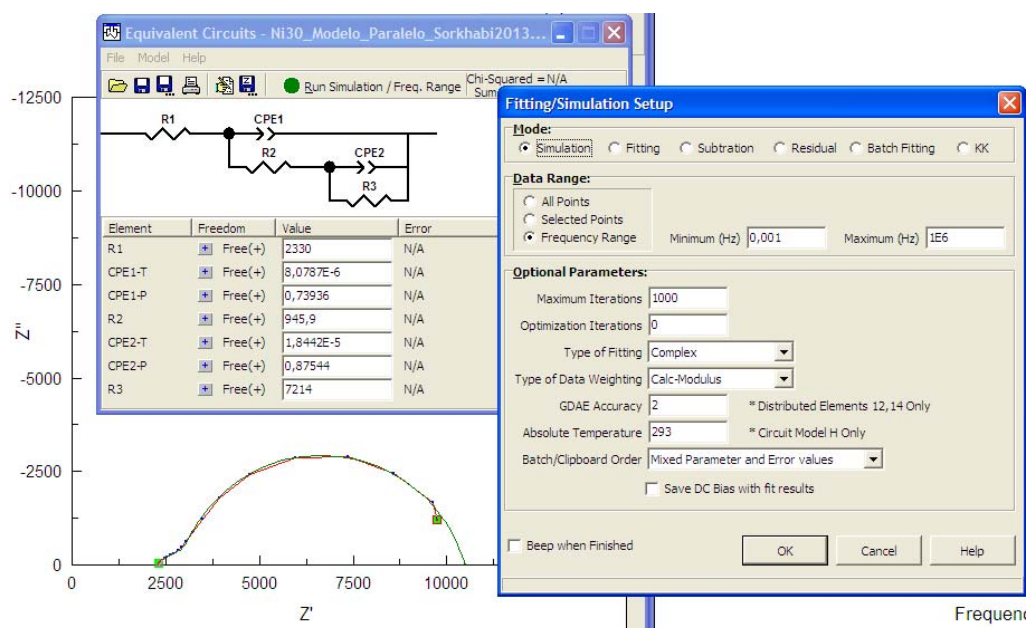 Equivalent Circuits - Ni30_Modelo_Paralelo_Sorkhabi2013...
File Model Help
Run Simulation / Freq. Range
Chi-Squared = N/A
Sum
R1
CPE1
R2
CPE2
R3
Element Freedom Value Error
R1 Free(+) 2330 N/A
CPE1-T Free(+) 8,0787E-6 N/A
CPE1-P Free(+) 0,73936 N/A
R2 Free(+) 945,9 N/A
CPE2-T Free(+) 1,8442E-5 N/A
CPE2-P Free(+) 0,87544 N/A
R3 Free(+) 7214 N/A
-12500
-10000
-7500
-5000
-2500
0
Z''
0 2500 5000 7500 10000
Z'
Fitting/Simulation Setup
Mode:
Simulation Fitting Subtration Residual Batch Fitting KK
Data Range:
All Points
Selected Points
Frequency Range Minimum (Hz) 0,001 Maximum (Hz) 1E6
Optional Parameters:
Maximum Iterations 1000
Optimization Iterations 0
Type of Fitting Complex
Type of Data Weighting Calc-Modulus
GDAE Accuracy 2 * Distributed Elements 12,14 Only
Absolute Temperature 293 * Circuit Model H Only
Batch/Clipboard Order Mixed Parameter and Error values
Save DC Bias with fit results
Beep when Finished
OK Cancel Help
Frequenc